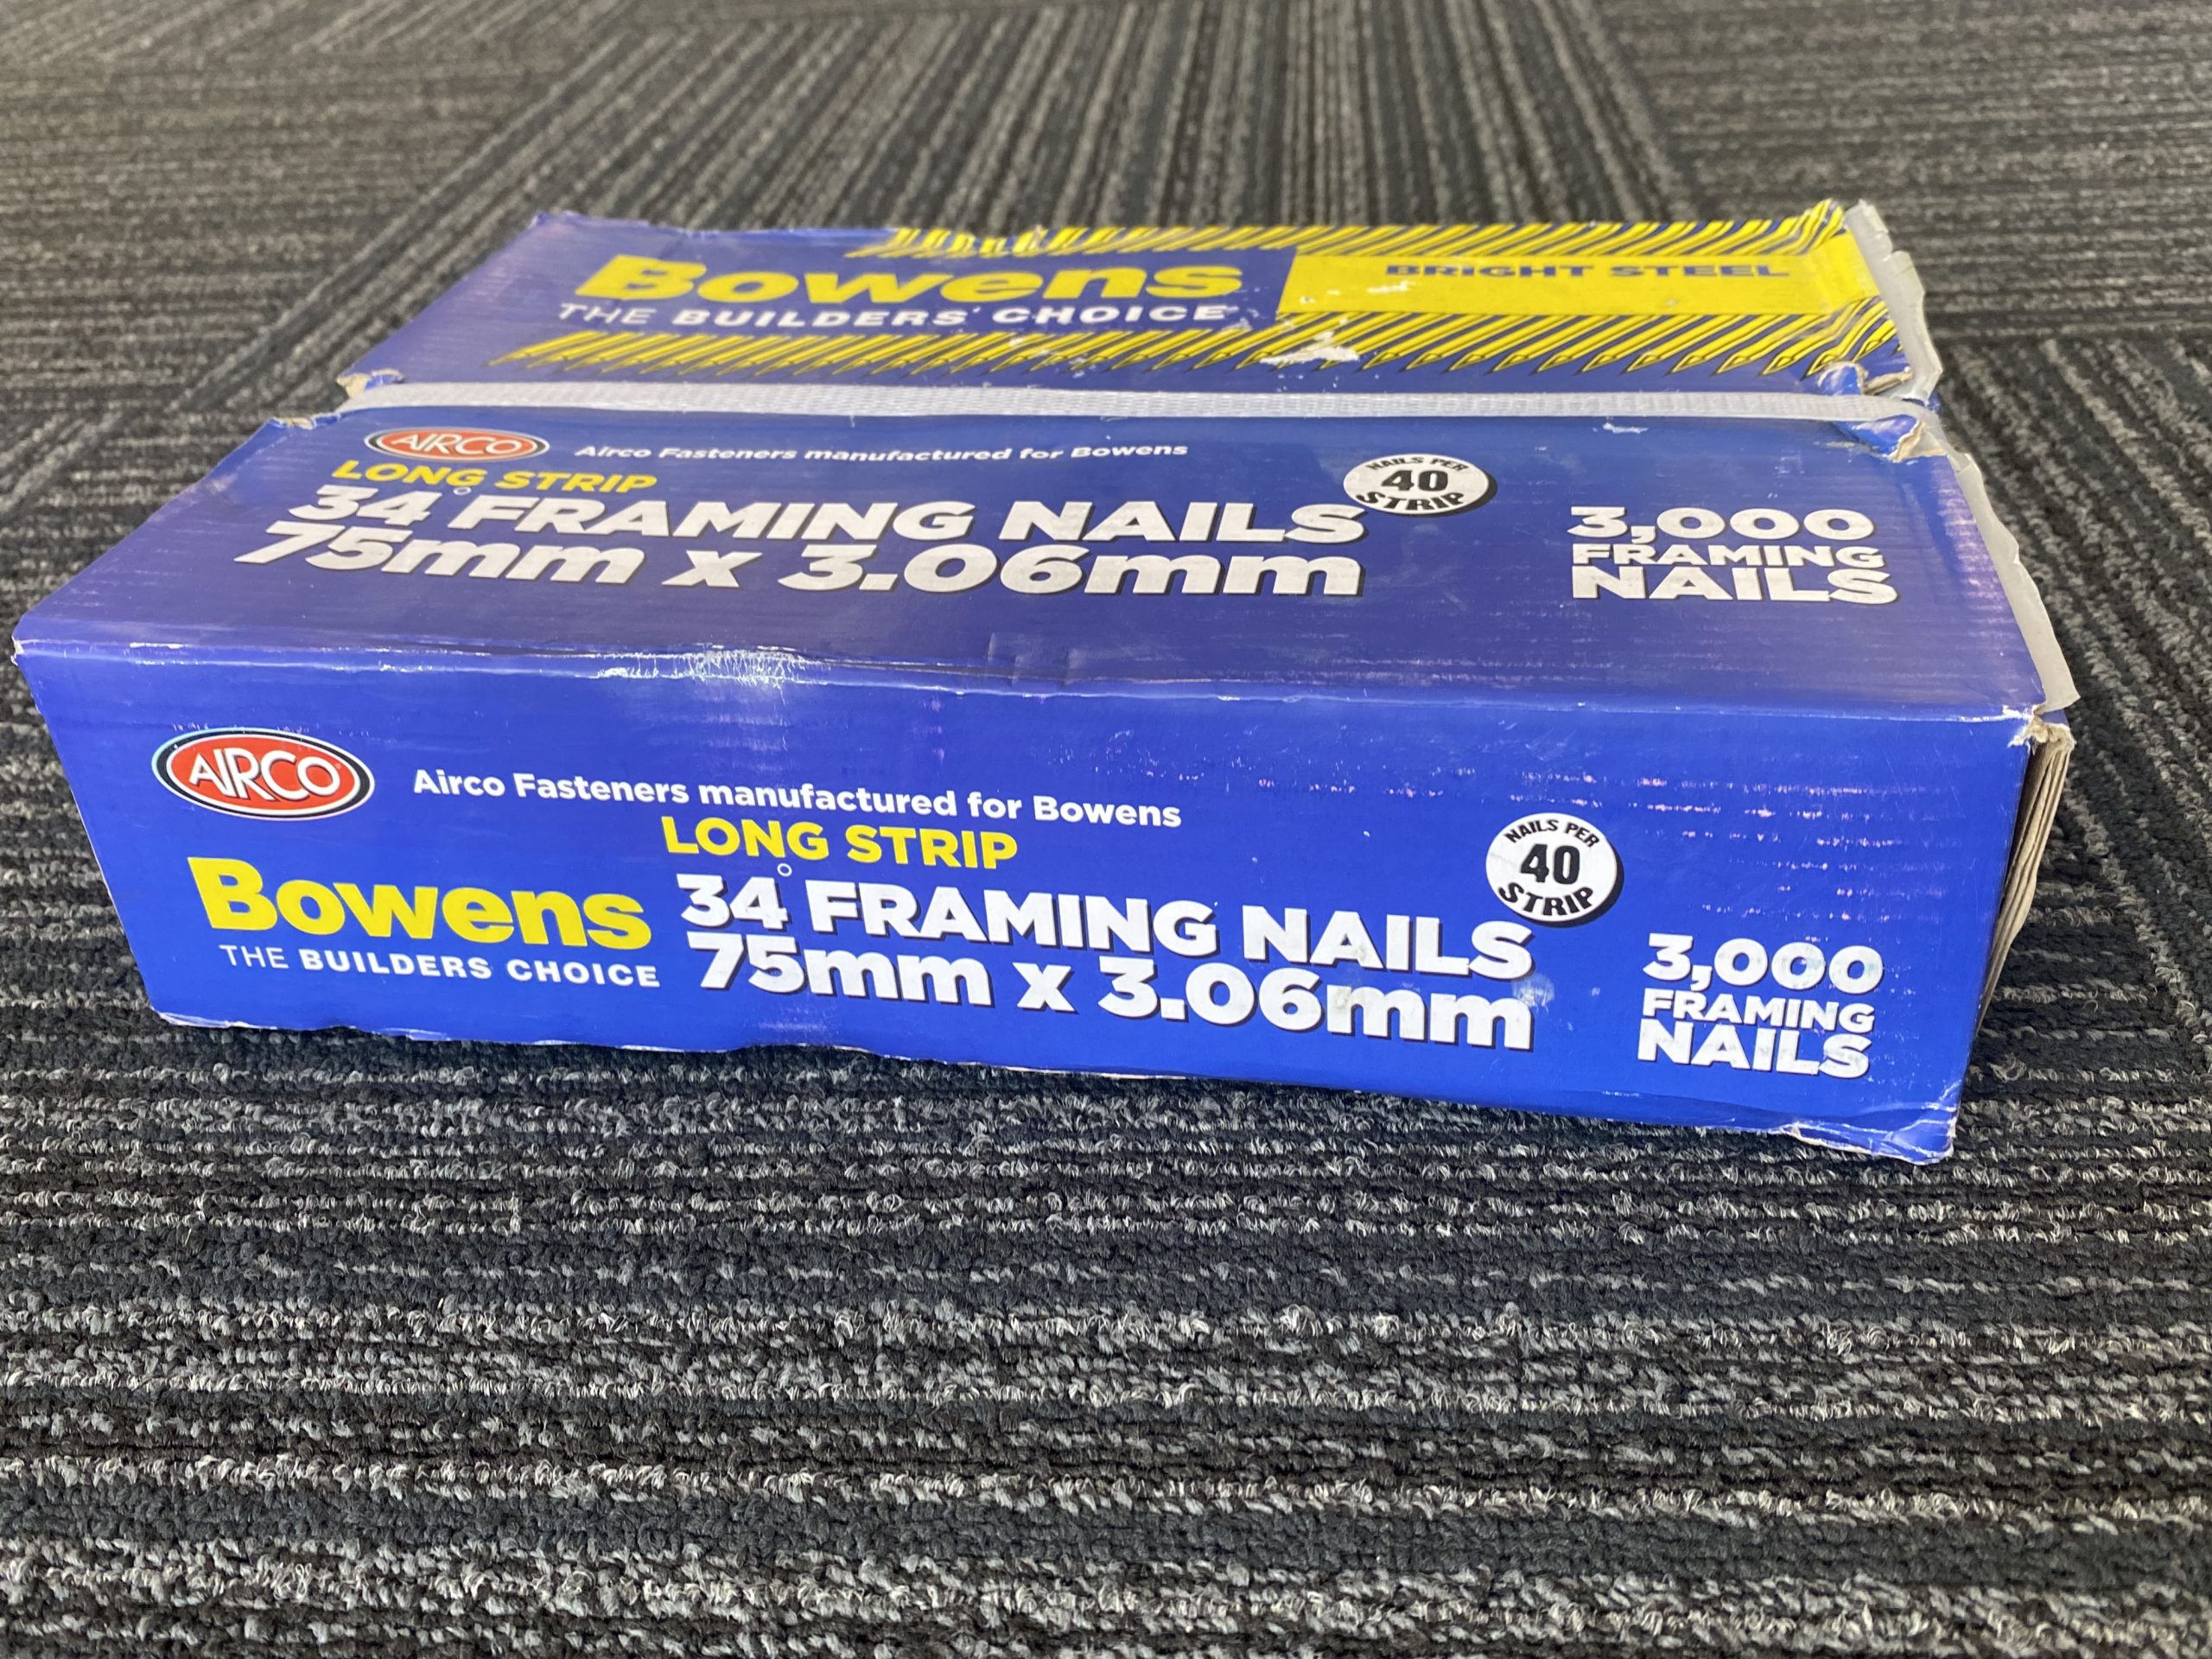 Bowens
THE BUILDERS' CHOICE
BRIGHT STEEL
AIRCO
Airco Fasteners manufactured for Bowens
LONG STRIP
34° FRAMING NAILS
75mm x 3.06mm
NAILS PER
40
STRIP
3,000
FRAMING
NAILS
AIRCO
Airco Fasteners manufactured for Bowens
Bowens
THE BUILDERS CHOICE
LONG STRIP
34° FRAMING NAILS
75mm x 3.06mm
NAILS PER
40
STRIP
3,000
FRAMING
NAILS